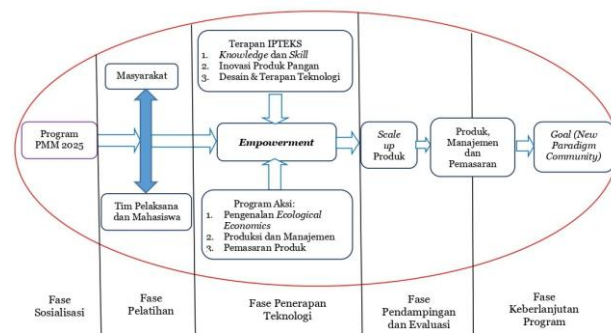 Terapan IPTEKS
1. Knowledge dan Skill
2. Inovasi Produk Pangan
3. Desain & Terapan Teknologi
Masyarakat
Program
PMM 2025
Empowerment
Scale
up
Produk
Produk,
Manajemen
dan
Pemasaran
Goal (New
Paradigm
Community)
Tim Pelaksana
dan Mahasiswa
Program Aksi:
1. Pengenalan Ecological
Economics
2. Produksi dan Manajemen
3. Pemasaran Produk
Fase
Sosialisasi
Fase
Pelatihan
Fase Penerapan
Teknologi
Fase
Pendampingan
dan Evaluasi
Fase
Keberlanjutan
Program